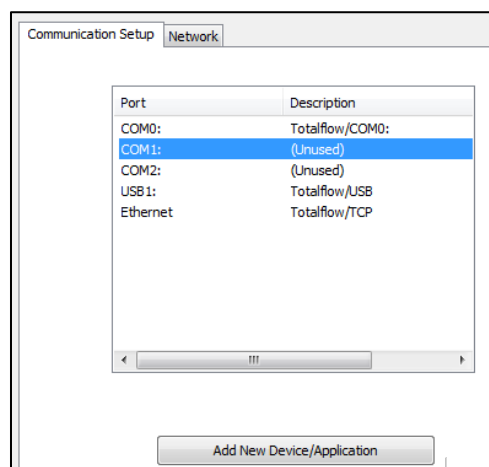 Communication Setup Network
Port Description
COM0: Totalflow/COM0:
COM1: (Unused)
COM2: (Unused)
USB1: Totalflow/USB
Ethernet Totalflow/TCP
Add New Device/Application